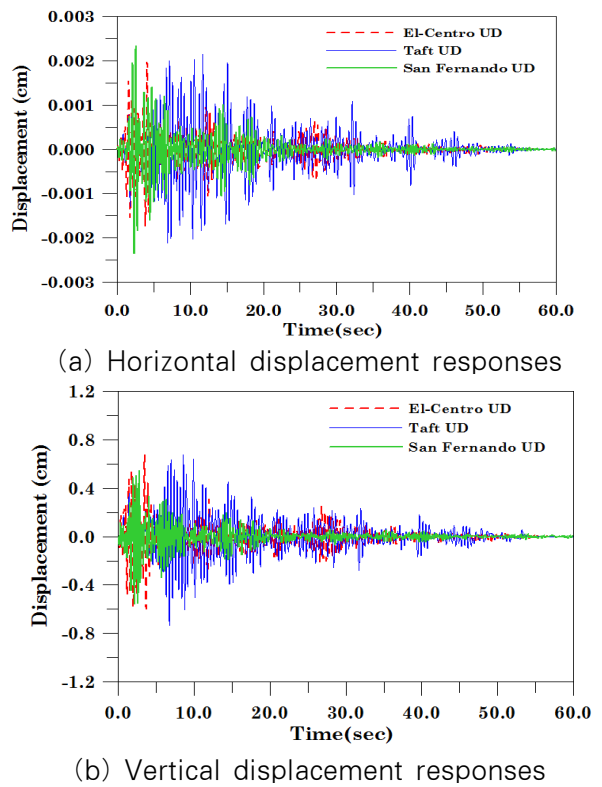 0.003
0.002
0.001
0.000
-0.001
-0.002
-0.003
Displacement (cm)
El-Centro UD
Taft UD
San Fernando UD
0.0 10.0 20.0 30.0 40.0 50.0 60.0
Time(sec)
(a) Horizontal displacement responses
1.2
0.8
0.4
0.0
-0.4
-0.8
-1.2
Displacement (cm)
El-Centro UD
Taft UD
San Fernando UD
0.0 10.0 20.0 30.0 40.0 50.0 60.0
Time(sec)
(b) Vertical displacement responses